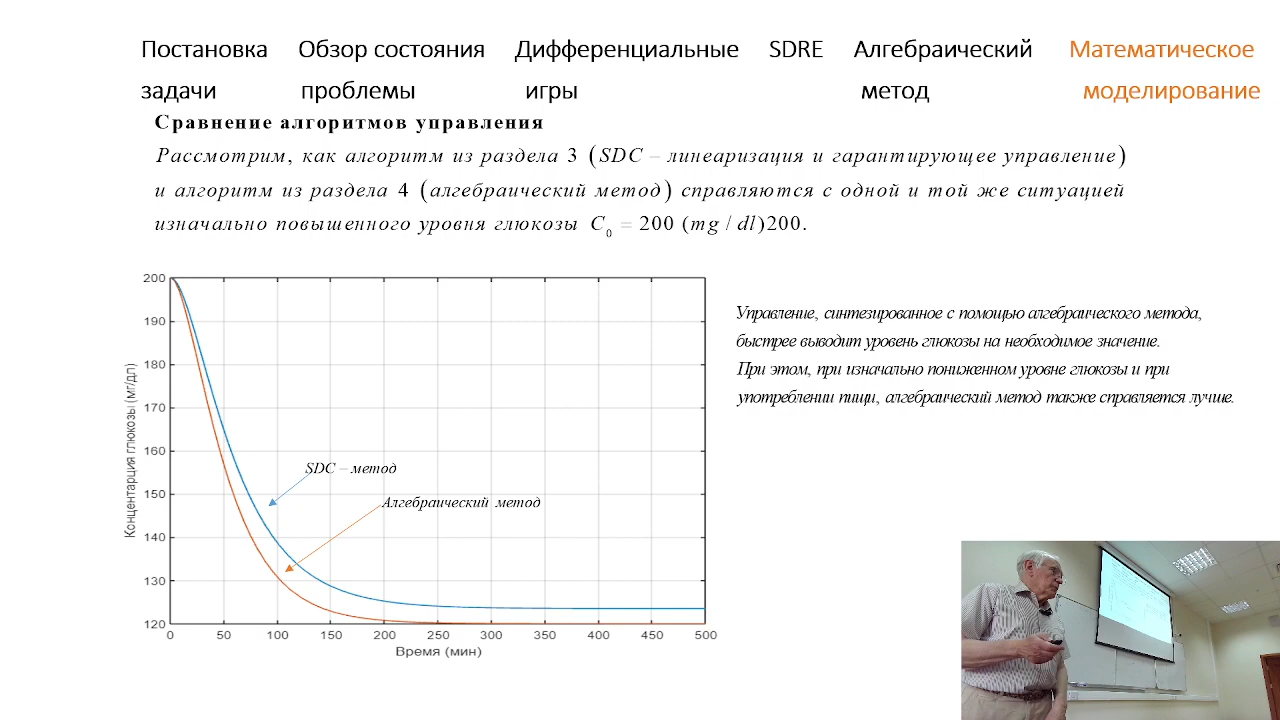 Постановка Обзор состояния Дифференциальные SDRE Алгебраический Математическое
задачи проблемы игры метод моделирование
Сравнение алгоритмов управления
Рассмотрим, как алгоритм из раздела 3 (SDC – линеаризация и гарантирующее управление)
и алгоритм из раздела 4 (алгебраический метод) справляются с одной и той же ситуацией
изначально повышенного уровня глюкозы C₀ = 200 (mg / dl)200.
Управление, синтезированное с помощью алгебраического метода,
быстрее выводит уровень глюкозы на необходимое значение.
При этом, при изначально пониженном уровне глюкозы и при
употреблении пищи, алгебраический метод также справляется лучше.
Концентарция глюкозы (мг/дл)
200
190
180
170
160
150
140
130
120
SDC – метод
Алгебраический метод
0 50 100 150 200 250 300 350 400 450 500
Время (мин)